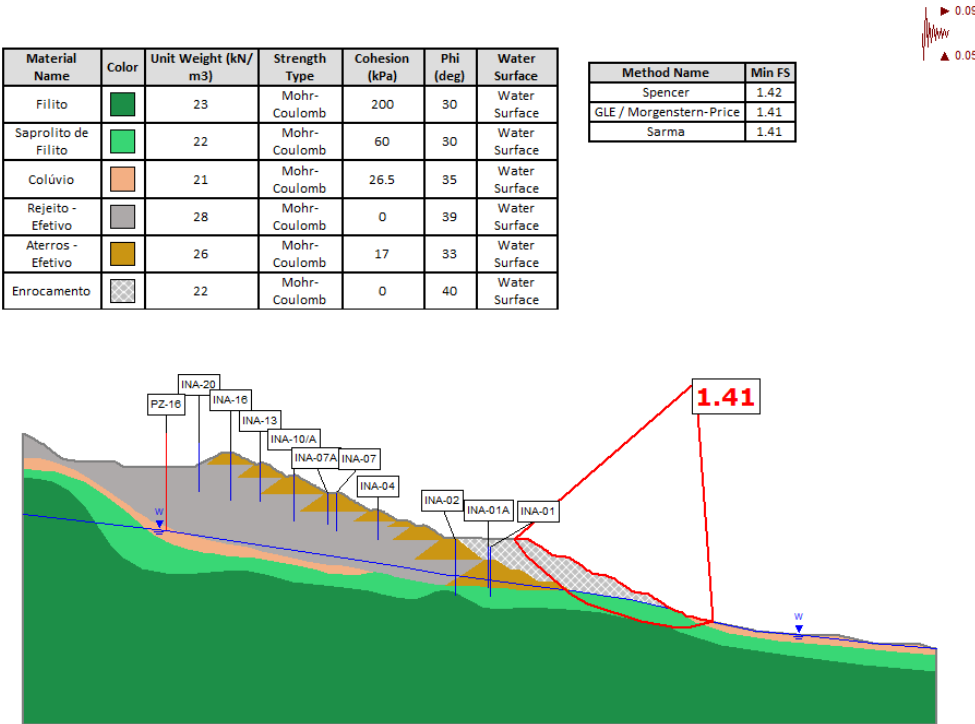 0.09
0.05
Material Name Color Unit Weight (kN/m3) Strength Type Cohesion (kPa) Phi (deg) Water Surface
Filito 23 Mohr-Coulomb 200 30 Water Surface
Saprolito de Filito 22 Mohr-Coulomb 60 30 Water Surface
Colúvio 21 Mohr-Coulomb 26.5 35 Water Surface
Rejeito - Efetivo 28 Mohr-Coulomb 0 39 Water Surface
Aterros - Efetivo 26 Mohr-Coulomb 17 33 Water Surface
Enrocamento 22 Mohr-Coulomb 0 40 Water Surface
Method Name Min FS
Spencer 1.42
GLE / Morgenstern-Price 1.41
Sarma 1.41
INA-20
PZ-16
INA-16
INA-13
INA-10/A
INA-07A
INA-07
INA-04
INA-02
INA-01A
INA-01
1.41
W
W